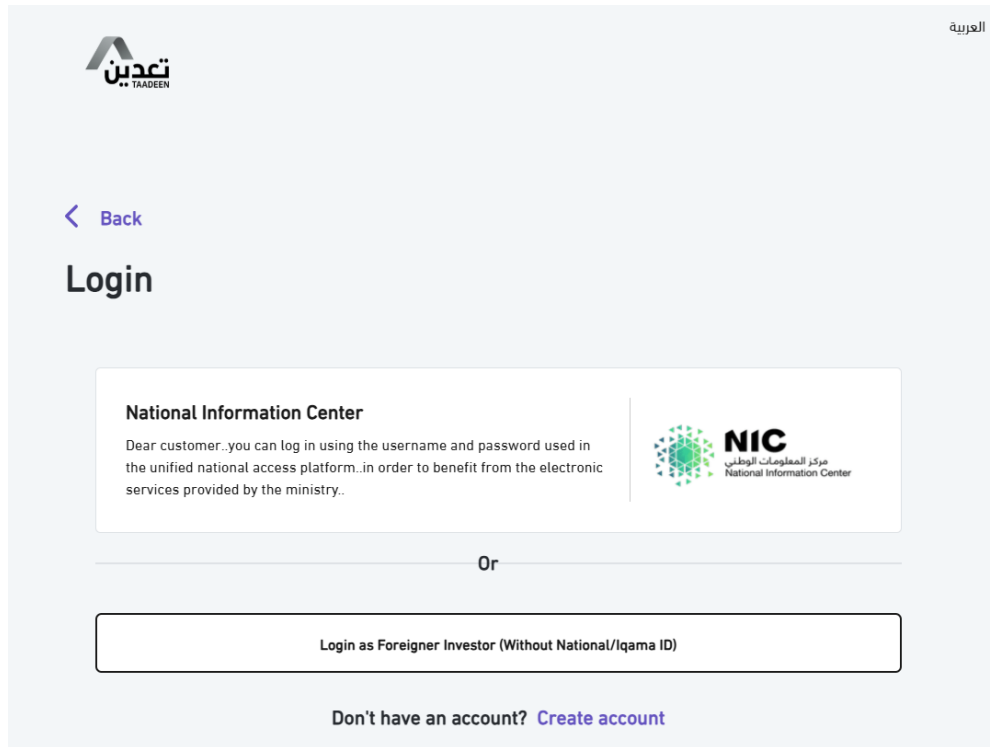 العربية
تعدين
TAADEEN
Back
Login
National Information Center
Dear customer..you can log in using the username and password used in
the unified national access platform..in order to benefit from the electronic
services provided by the ministry..
NIC
مركز المعلومات الوطني
National Information Center
Or
Login as Foreigner Investor (Without National/Iqama ID)
Don't have an account? Create account